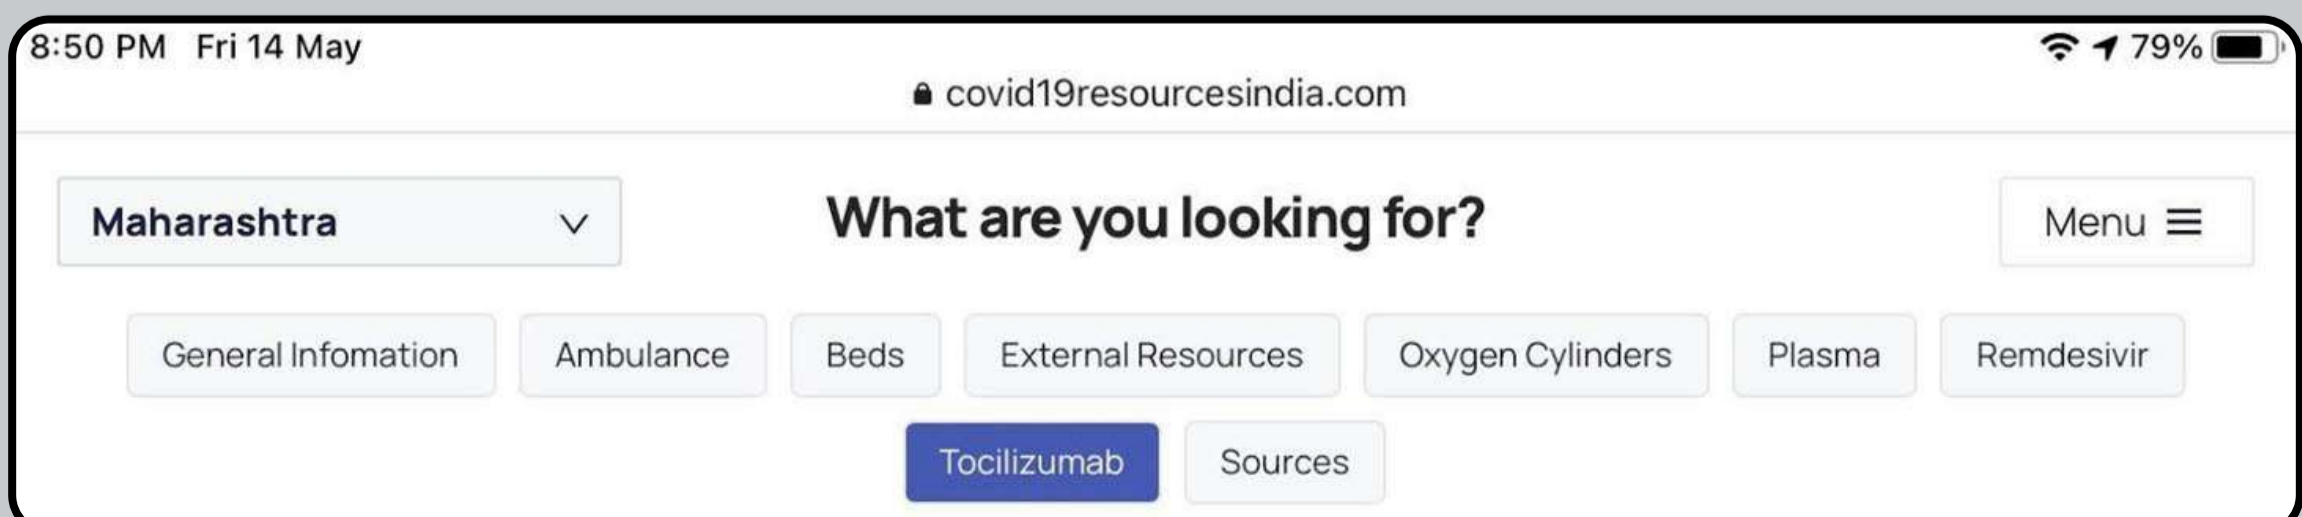 8:50 PM Fri 14 May 79%
covid19resourcesindia.com
Maharashtra What are you looking for? Menu
General Infomation Ambulance Beds External Resources Oxygen Cylinders Plasma Remdesivir
Tocilizumab Sources